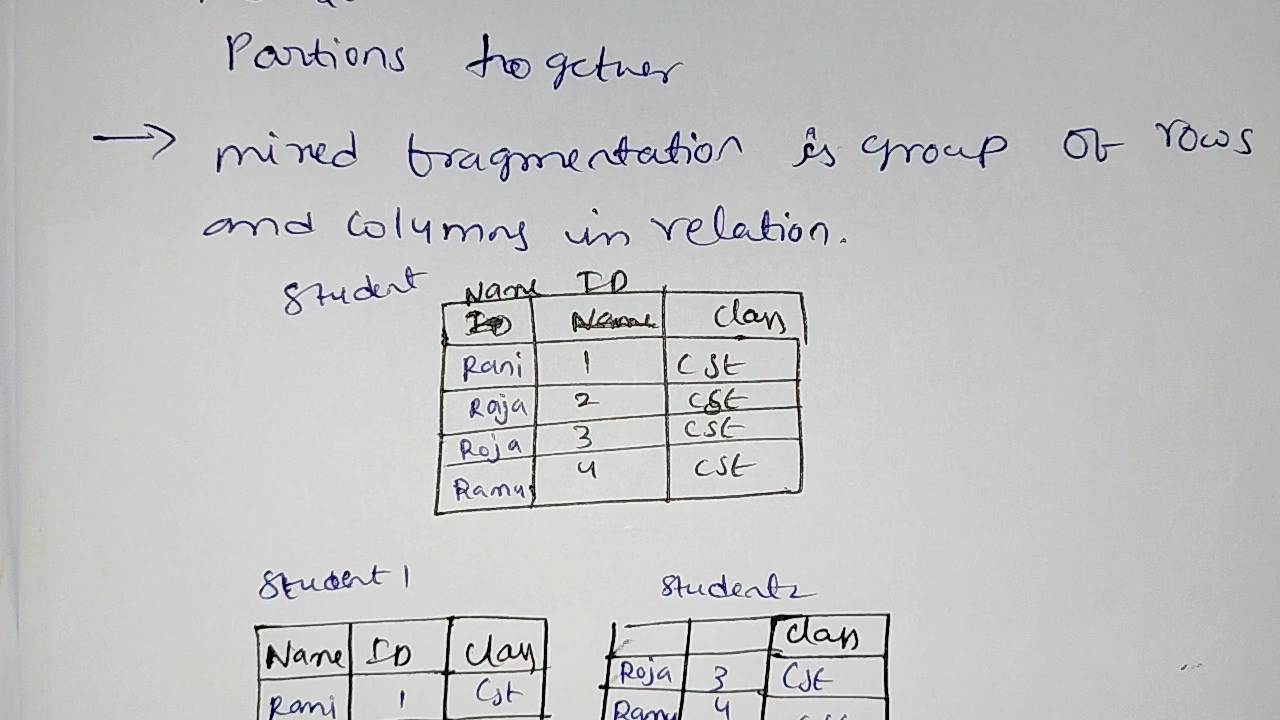 Partions together
→ mixed fragmentation is group of rows
and columns in relation.
Student Name ID
ID Name Class
Rani 1 CSE
Raja 2 CSE
Roja 3 CSE
Ramu 4 CSE
Student 1 Student2
Name ID Class Class
Rani 1 CSE Roja 3 CSE
Ramu 4